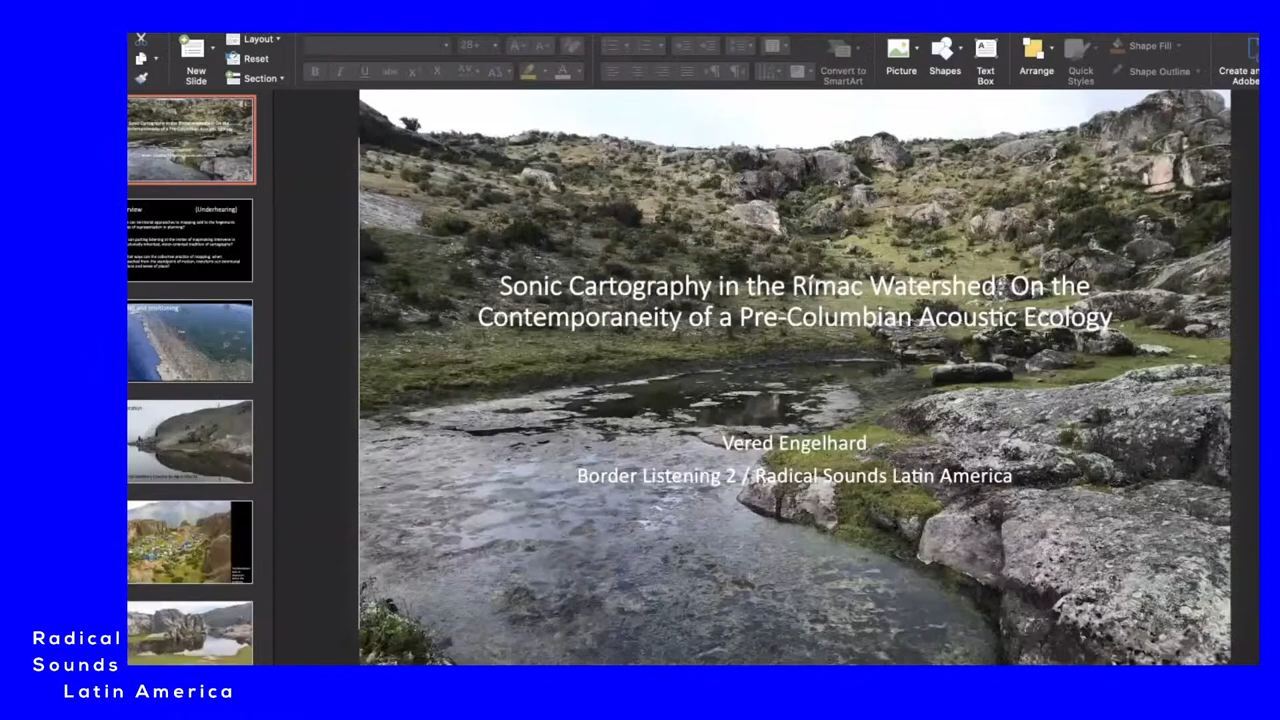 Layout
Reset
Section
New
Slide
28
Convert to
SmartArt
Picture
Shapes
Text
Box
Arrange
Quick
Styles
Shape Fill
Shape Outline
Create an
Adobe
(Underhearing)
Sonic Cartography in the Rímac Watershed: On the
Contemporaneity of a Pre-Columbian Acoustic Ecology
Vered Engelhard
Border Listening 2 / Radical Sounds Latin America
Radical
Sounds
Latin America